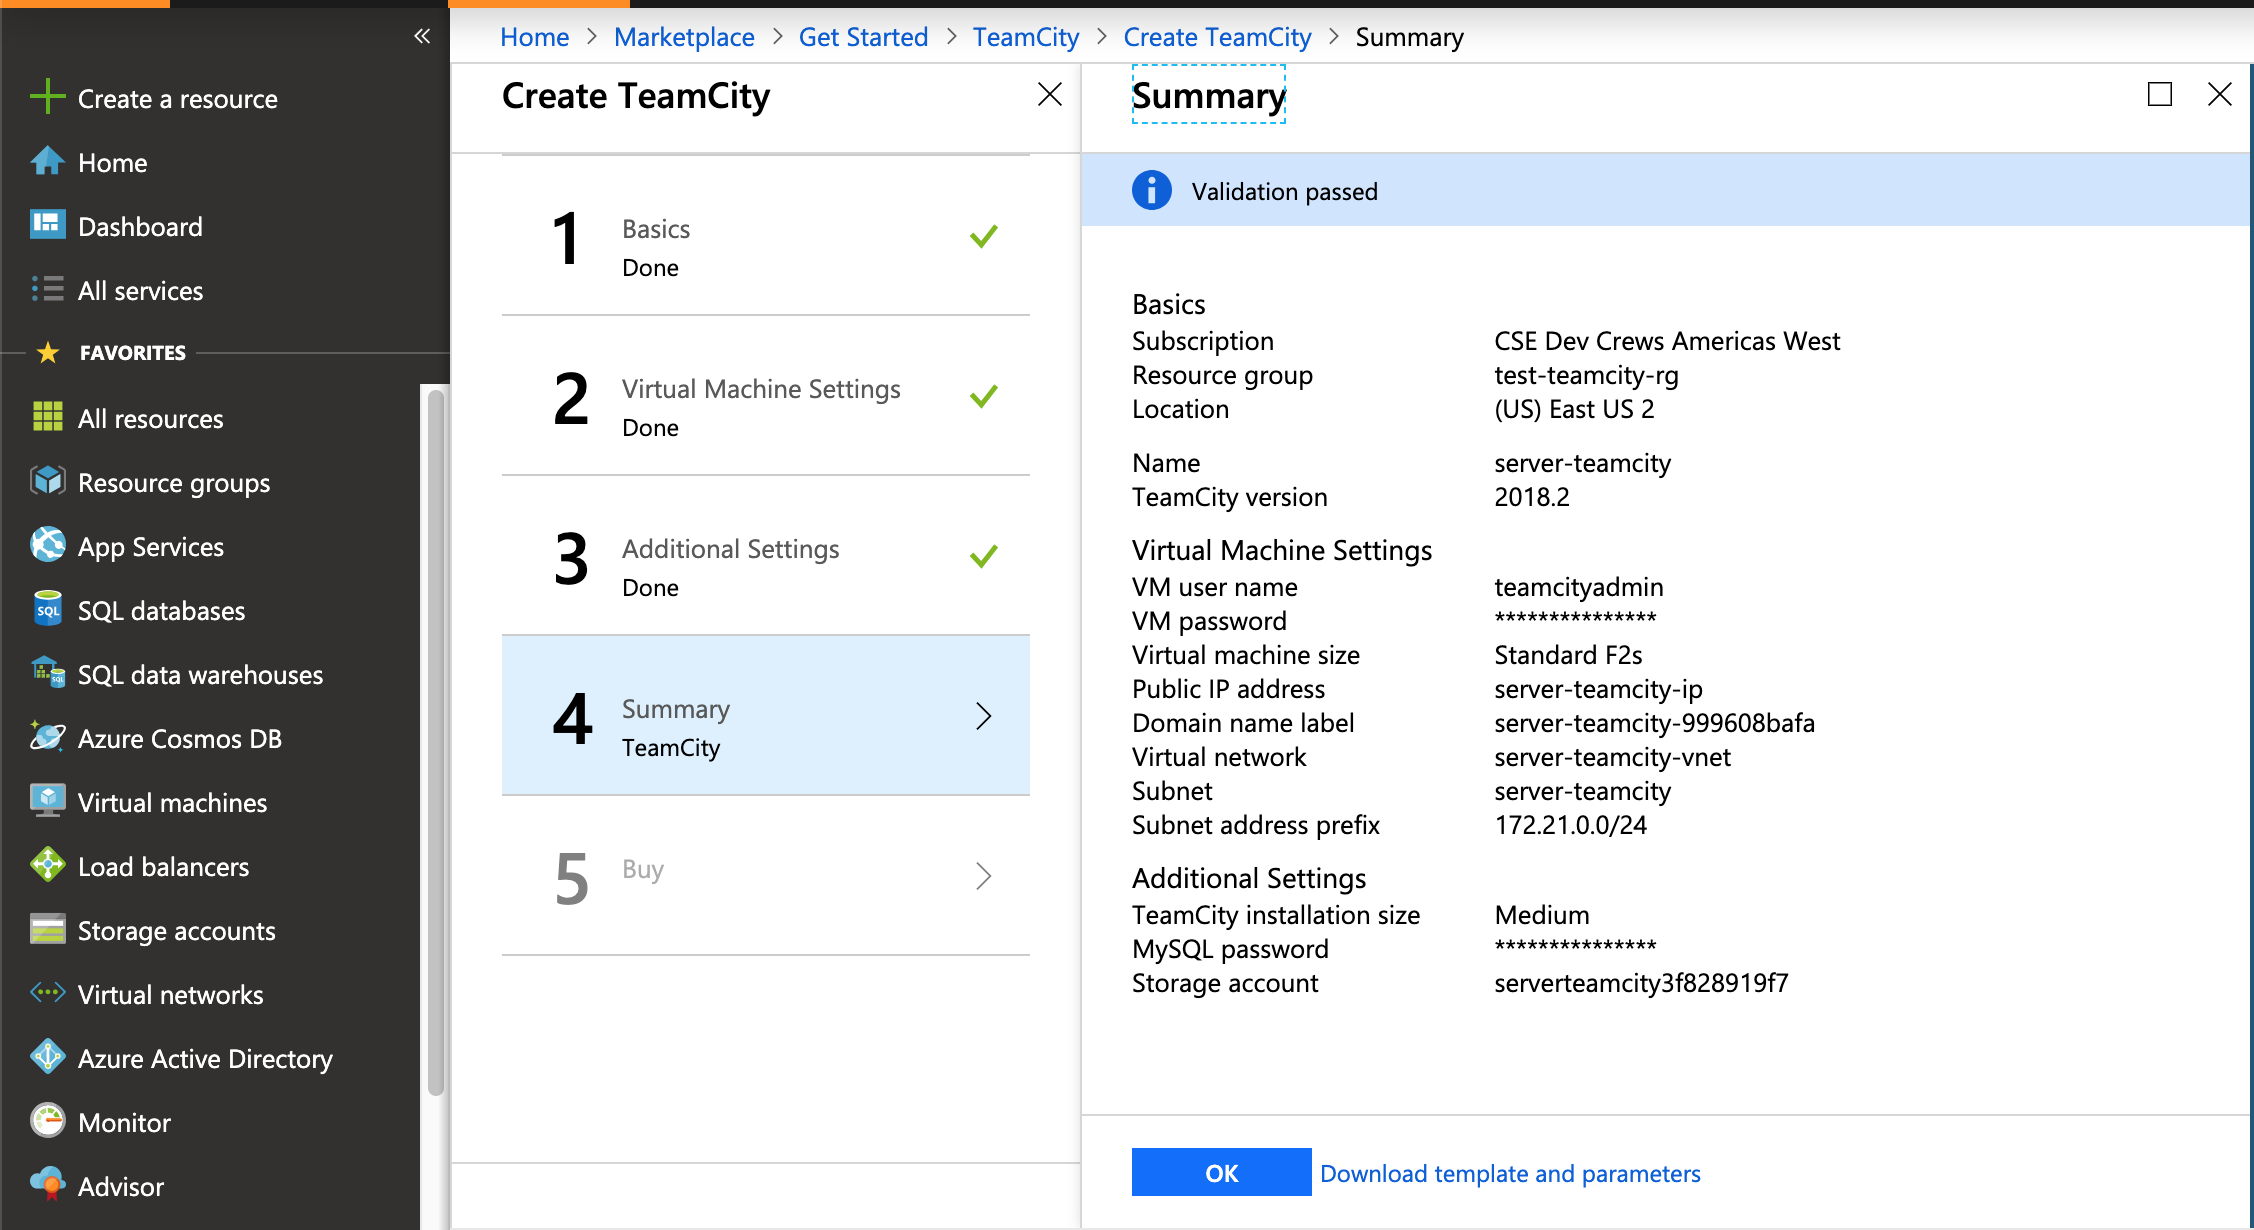 «
Create a resource
Home
Dashboard
All services
FAVORITES
All resources
Resource groups
App Services
SQL
SQL databases
SQL
SQL data warehouses
Azure Cosmos DB
Virtual machines
Load balancers
Storage accounts
Virtual networks
Azure Active Directory
Monitor
Advisor
Home > Marketplace > Get Started > TeamCity > Create TeamCity > Summary
Create TeamCity
1 Basics
Done
2 Virtual Machine Settings
Done
3 Additional Settings
Done
4 Summary
TeamCity
5 Buy
Summary
Validation passed
Basics
Subscription CSE Dev Crews Americas West
Resource group test-teamcity-rg
Location (US) East US 2
Name server-teamcity
TeamCity version 2018.2
Virtual Machine Settings
VM user name teamcityadmin
VM password ***************
Virtual machine size Standard F2s
Public IP address server-teamcity-ip
Domain name label server-teamcity-999608bafa
Virtual network server-teamcity-vnet
Subnet server-teamcity
Subnet address prefix 172.21.0.0/24
Additional Settings
TeamCity installation size Medium
MySQL password ***************
Storage account serverteamcity3f828919f7
OK Download template and parameters